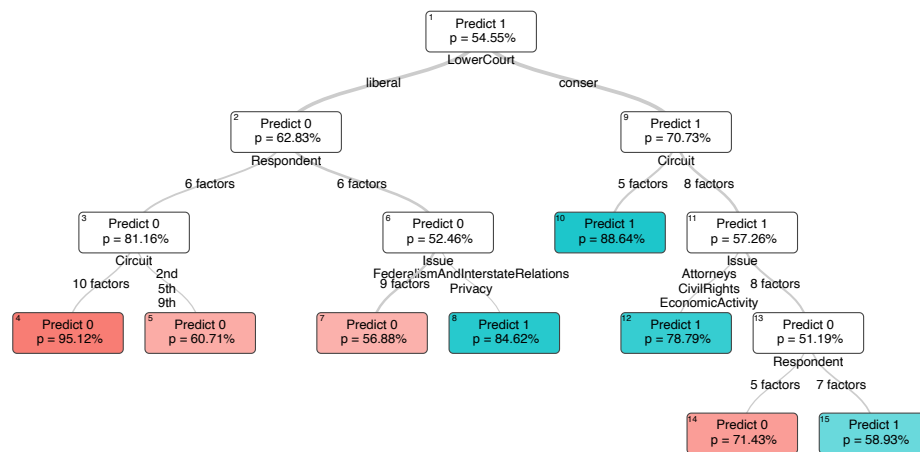 1
Predict 1
p = 54.55%
LowerCourt
liberal
conser
2
Predict 0
p = 62.83%
Respondent
9
Predict 1
p = 70.73%
Circuit
6 factors
6 factors
5 factors
8 factors
3
Predict 0
p = 81.16%
Circuit
6
Predict 0
p = 52.46%
Issue
10
Predict 1
p = 88.64%
11
Predict 1
p = 57.26%
Issue
10 factors
2nd
5th
9th
9 factors
FederalismAndInterstateRelations
Privacy
Attorneys
CivilRights
EconomicActivity
8 factors
4
Predict 0
p = 95.12%
5
Predict 0
p = 60.71%
7
Predict 0
p = 56.88%
8
Predict 1
p = 84.62%
12
Predict 1
p = 78.79%
13
Predict 0
p = 51.19%
Respondent
5 factors
7 factors
14
Predict 0
p = 71.43%
15
Predict 1
p = 58.93%